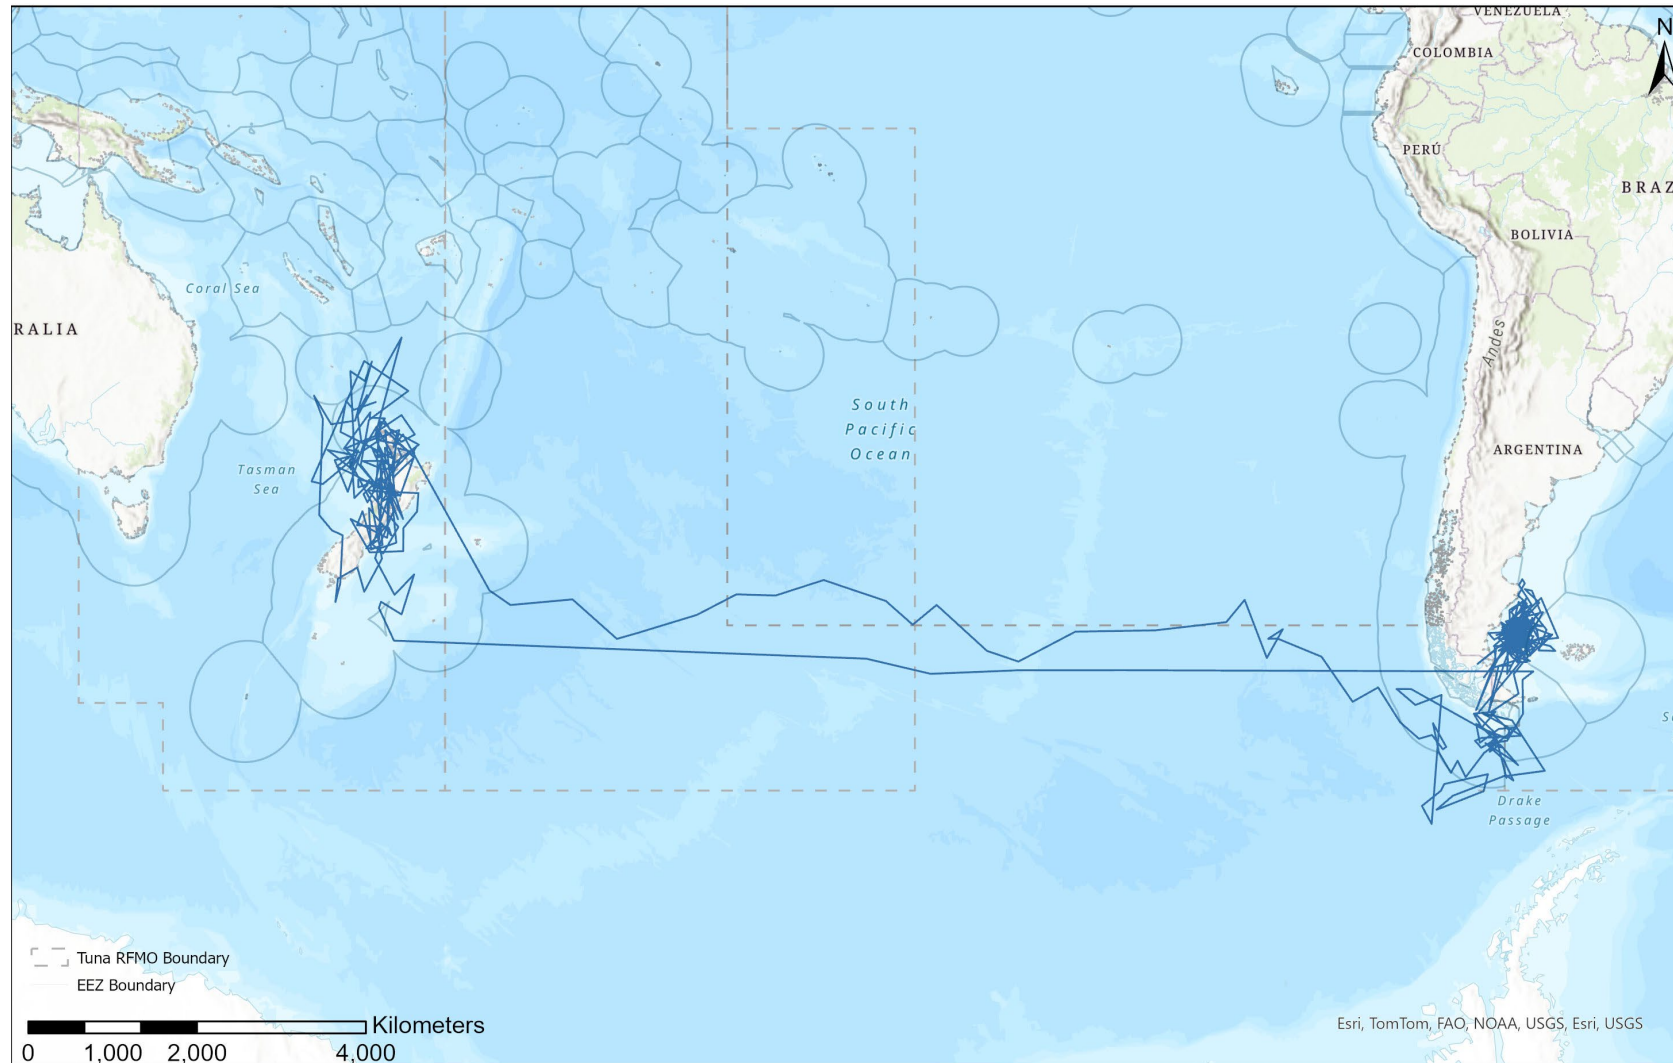 VENEZUELA
N
COLOMBIA
PERÚ
BRAZ
BOLIVIA
Coral Sea
RALIA
Andes
South
Pacific
Ocean
ARGENTINA
Tasman
Sea
Drake
Passage
Tuna RFMO Boundary
EEZ Boundary
Kilometers
0 1,000 2,000 4,000
Esri, TomTom, FAO, NOAA, USGS, Esri, USGS